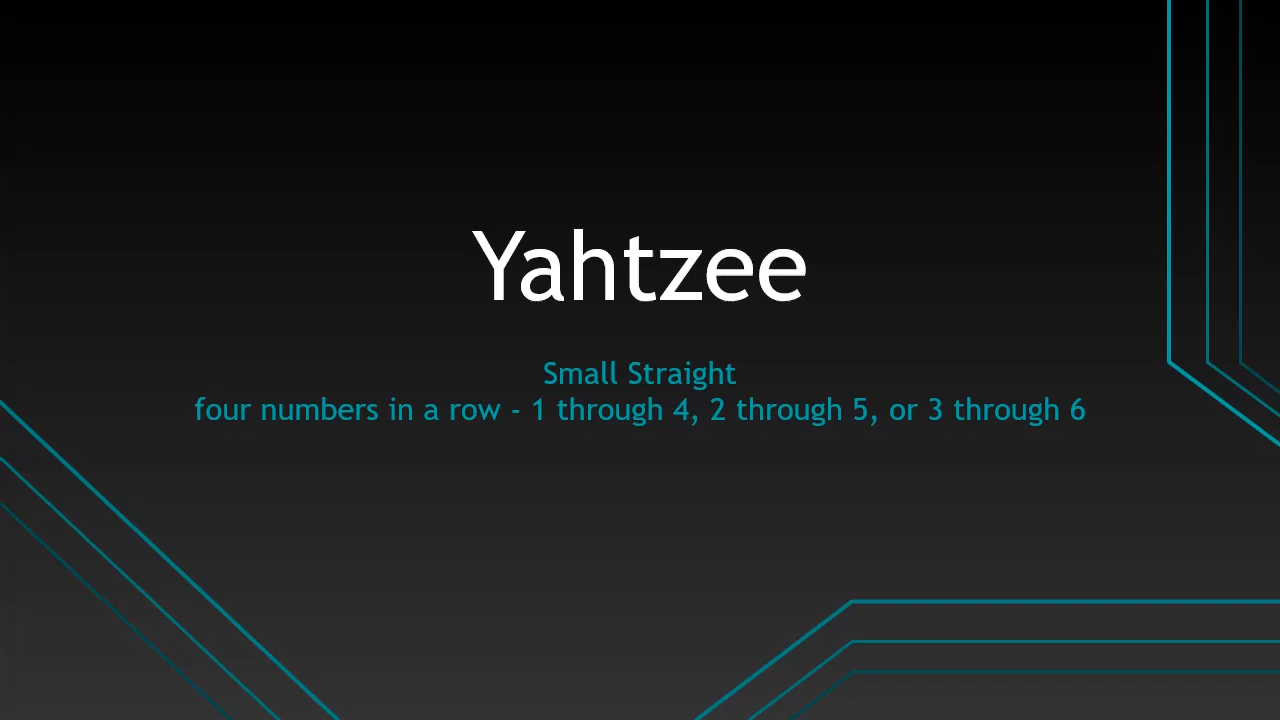 Yahtzee
Small Straight
four numbers in a row - 1 through 4, 2 through 5, or 3 through 6